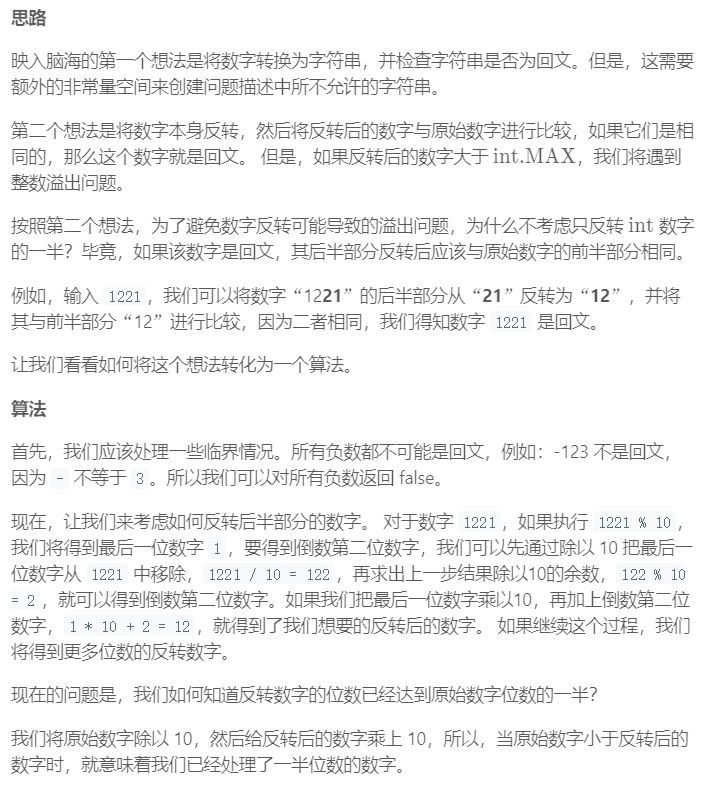 思路
映入脑海的第一个想法是将数字转换为字符串，并检查字符串是否为回文。但是，这需要
额外的非常量空间来创建问题描述中所不允许的字符串。
第二个想法是将数字本身反转，然后将反转后的数字与原始数字进行比较，如果它们是相
同的，那么这个数字就是回文。 但是，如果反转后的数字大于 int.MAX，我们将遇到
整数溢出问题。
按照第二个想法，为了避免数字反转可能导致的溢出问题，为什么不考虑只反转 int 数字
的一半？毕竟，如果该数字是回文，其后半部分反转后应该与原始数字的前半部分相同。
例如，输入 1221，我们可以将数字“1221”的后半部分从“21”反转为“12”，并将
其与前半部分“12”进行比较，因为二者相同，我们得知数字 1221 是回文。
让我们看看如何将这个想法转化为一个算法。
算法
首先，我们应该处理一些临界情况。所有负数都不可能是回文，例如：-123 不是回文，
因为 - 不等于 3。所以我们可以对所有负数返回 false。
现在，让我们来考虑如何反转后半部分的数字。 对于数字 1221，如果执行 1221 % 10，
我们将得到最后一位数字 1，要得到倒数第二位数字，我们可以先通过除以 10 把最后一
位数字从 1221 中移除，1221 / 10 = 122，再求出上一步结果除以10的余数，122 % 10
= 2，就可以得到倒数第二位数字。如果我们把最后一位数字乘以10，再加上倒数第二位
数字，1 * 10 + 2 = 12，就得到了我们想要的反转后的数字。 如果继续这个过程，我们
将得到更多位数的反转数字。
现在的问题是，我们如何知道反转数字的位数已经达到原始数字位数的一半？
我们将原始数字除以 10，然后给反转后的数字乘上 10，所以，当原始数字小于反转后的
数字时，就意味着我们已经处理了一半位数的数字。